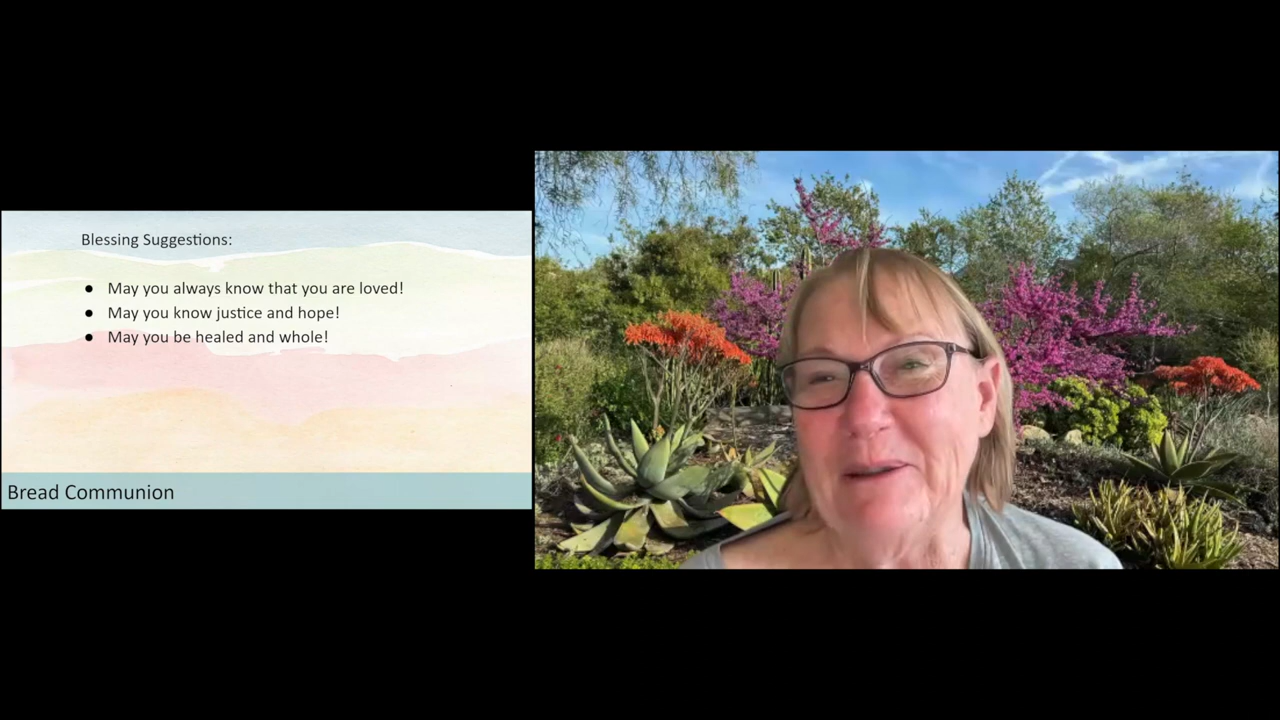 Blessing Suggestions:
● May you always know that you are loved!
● May you know justice and hope!
● May you be healed and whole!
Bread Communion